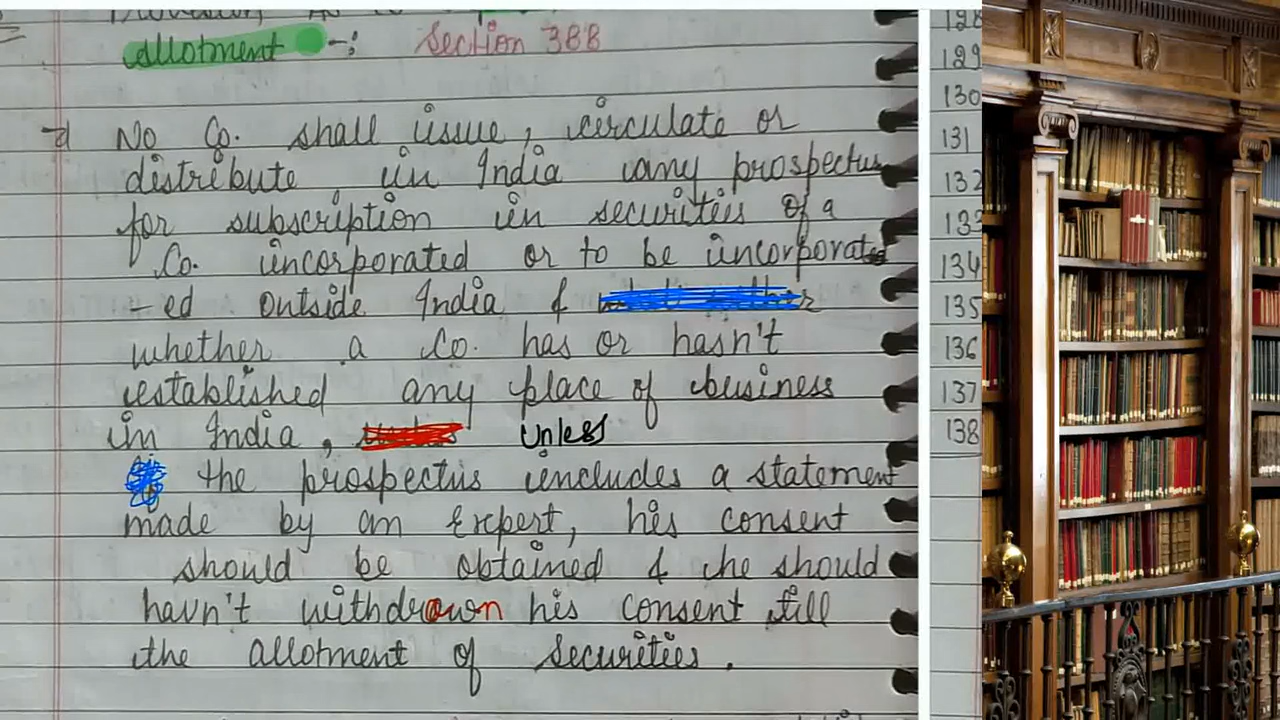 allotment -: Section 388
No Co. shall issue, circulate or
distribute in India any prospectus
for subscription in securities of a
Co. incorporated or to be incorporat
-ed outside India &
whether a Co. has or hasn't
established any place of business
in India, unless
the prospectus includes a statement
made by an Expert, his consent
should be obtained & he should
havn't withdrawn his consent till
the allotment of Securities.
128
129
130
131
132
133
134
135
136
137
138